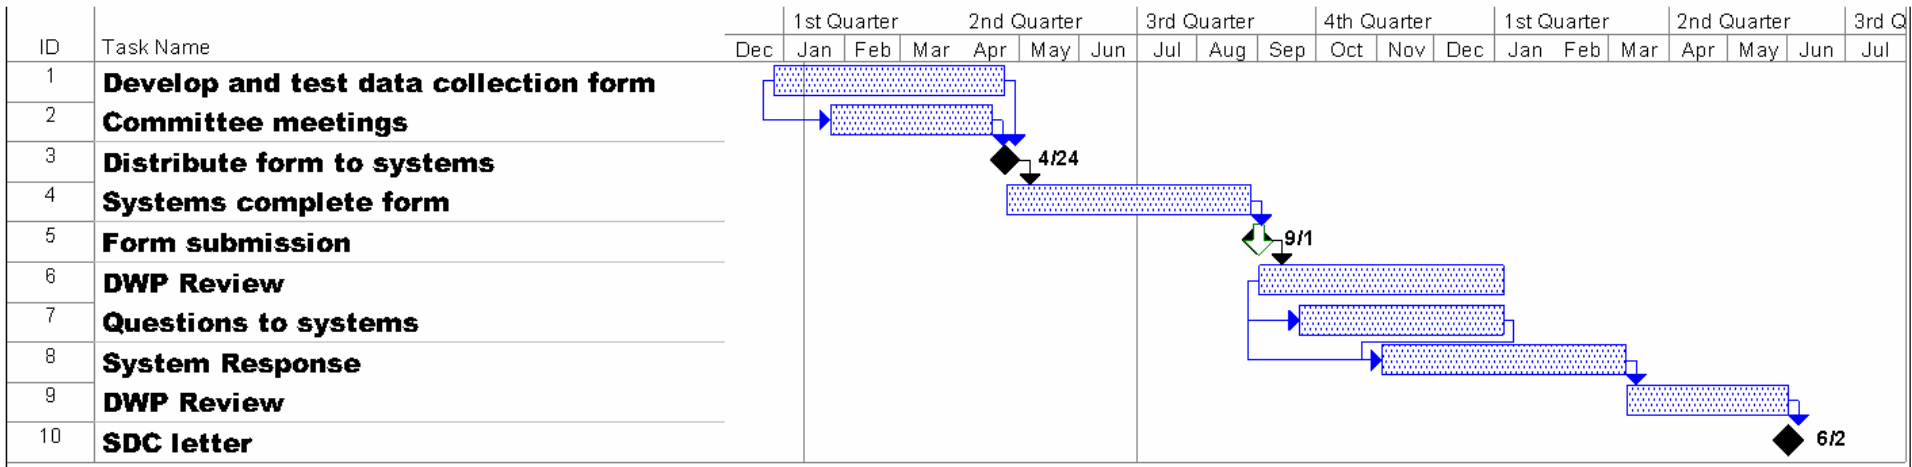 1st Quarter 2nd Quarter 3rd Quarter 4th Quarter 1st Quarter 2nd Quarter 3rd Q
ID Task Name Dec Jan Feb Mar Apr May Jun Jul Aug Sep Oct Nov Dec Jan Feb Mar Apr May Jun Jul
1 Develop and test data collection form
2 Committee meetings
3 Distribute form to systems 4/24
4 Systems complete form
5 Form submission 9/1
6 DWP Review
7 Questions to systems
8 System Response
9 DWP Review
10 SDC letter 6/2